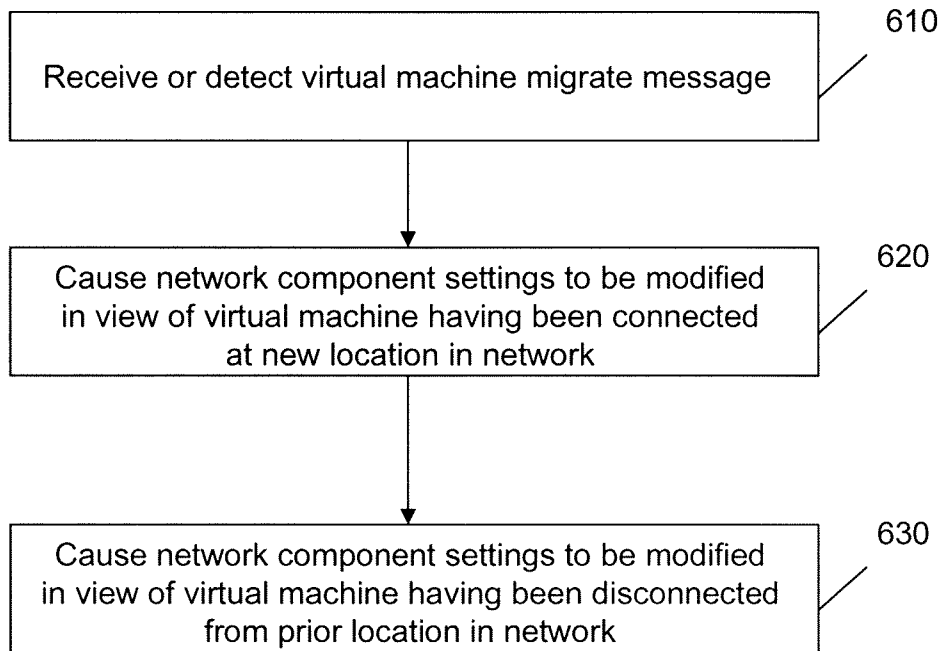 610
Receive or detect virtual machine migrate message
620
Cause network component settings to be modified
in view of virtual machine having been connected
at new location in network
630
Cause network component settings to be modified
in view of virtual machine having been disconnected
from prior location in network